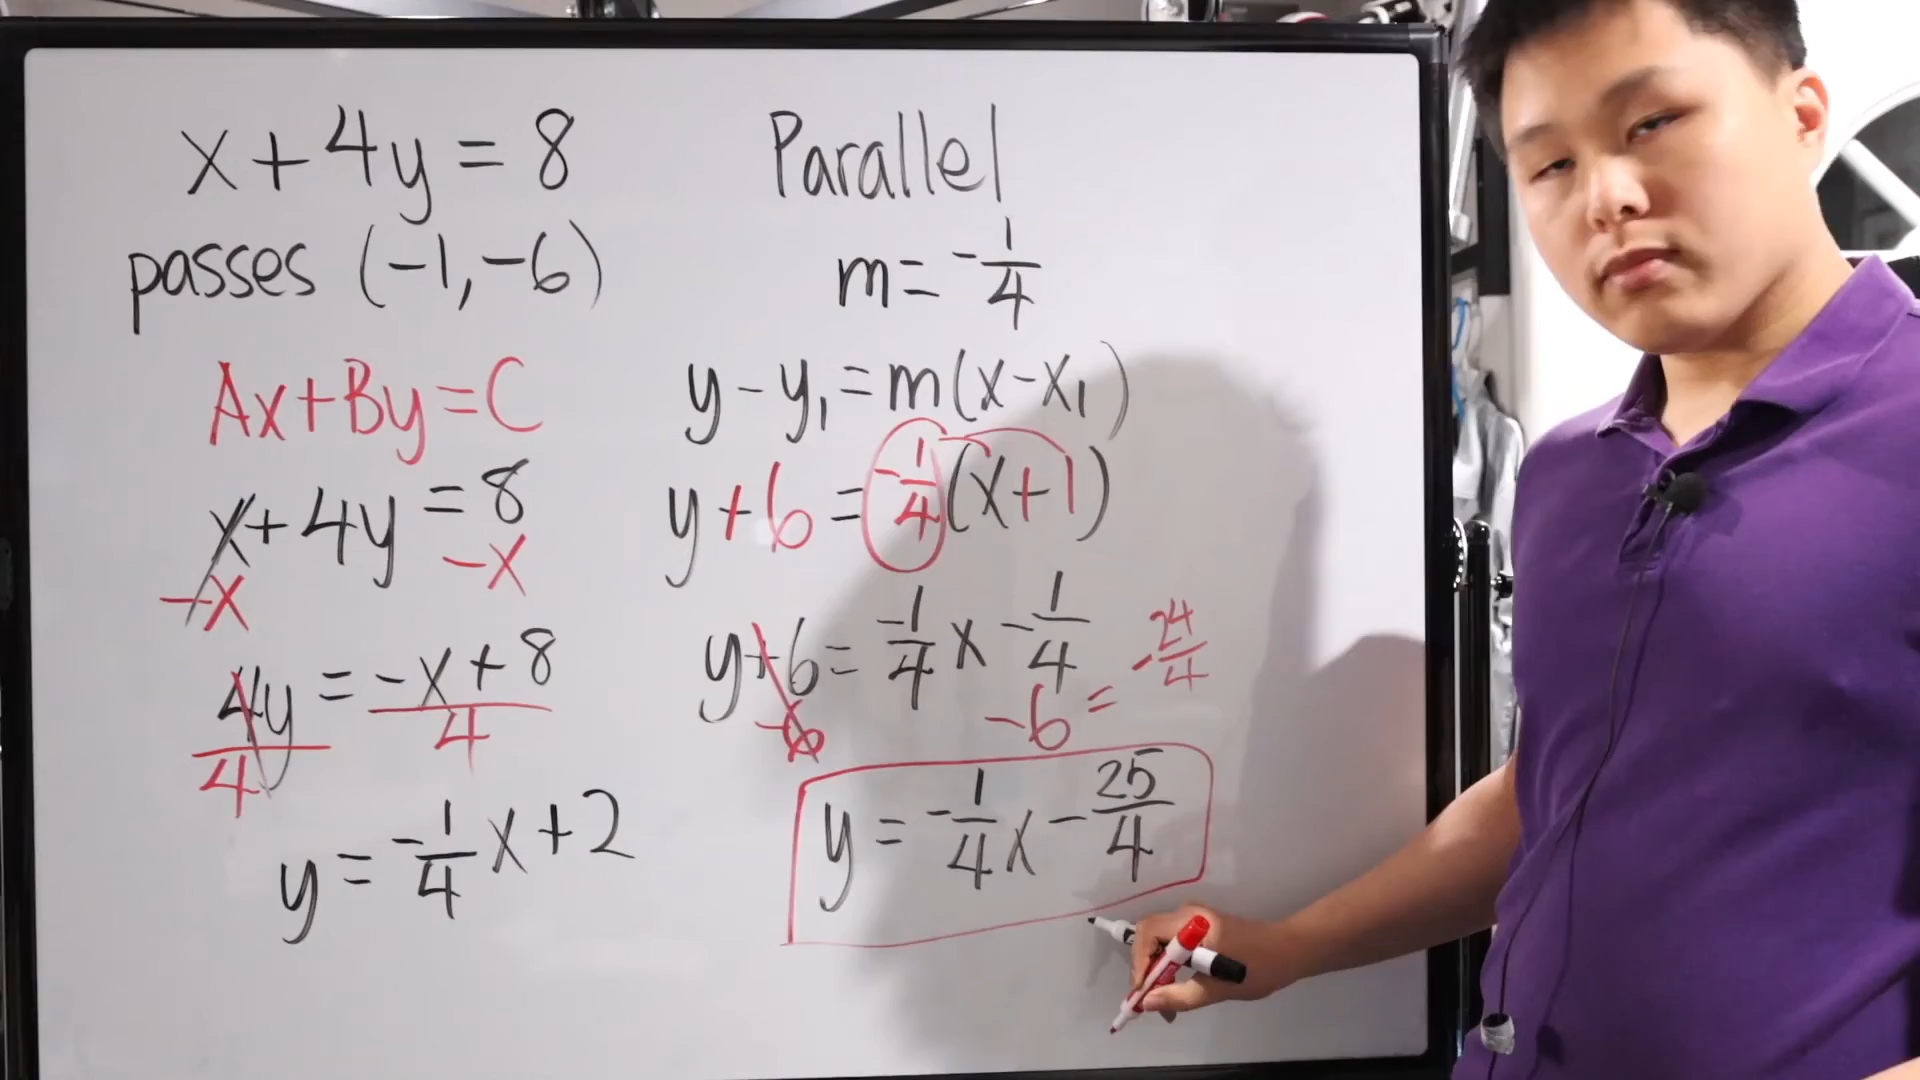 x + 4y = 8
passes (-1, -6)
Ax + By = C
x + 4y = 8
-x -x
4y = -x + 8
4 4
y = -1/4 x + 2
Parallel
m = -1/4
y - y₁ = m(x - x₁)
y + 6 = -1/4 (x + 1)
y + 6 = -1/4 x - 1/4
-6 -6 = -24/4
y = -1/4 x - 25/4